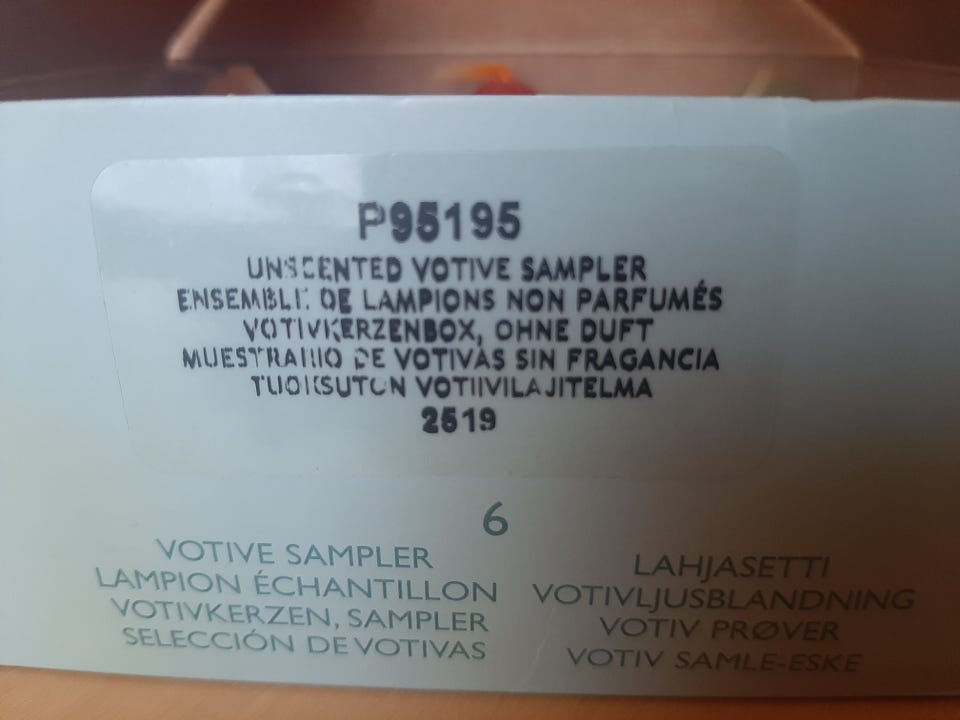 P95195
UNSCENTED VOTIVE SAMPLER
ENSEMBLE DE LAMPIONS NON PARFUMÉS
VOTIVKERZENBOX, OHNE DUFT
MUESTRARIO DE VOTIVAS SIN FRAGANCIA
TUOKSUTON VOTIIVILAJITELMA
2519
6
VOTIVE SAMPLER
LAMPION ÉCHANTILLON
VOTIVKERZEN, SAMPLER
SELECCIÓN DE VOTIVAS
LAHJASETTI
VOTIVLJUSBLANDNING
VOTIV PRØVER
VOTIV SAMLE-ESKE